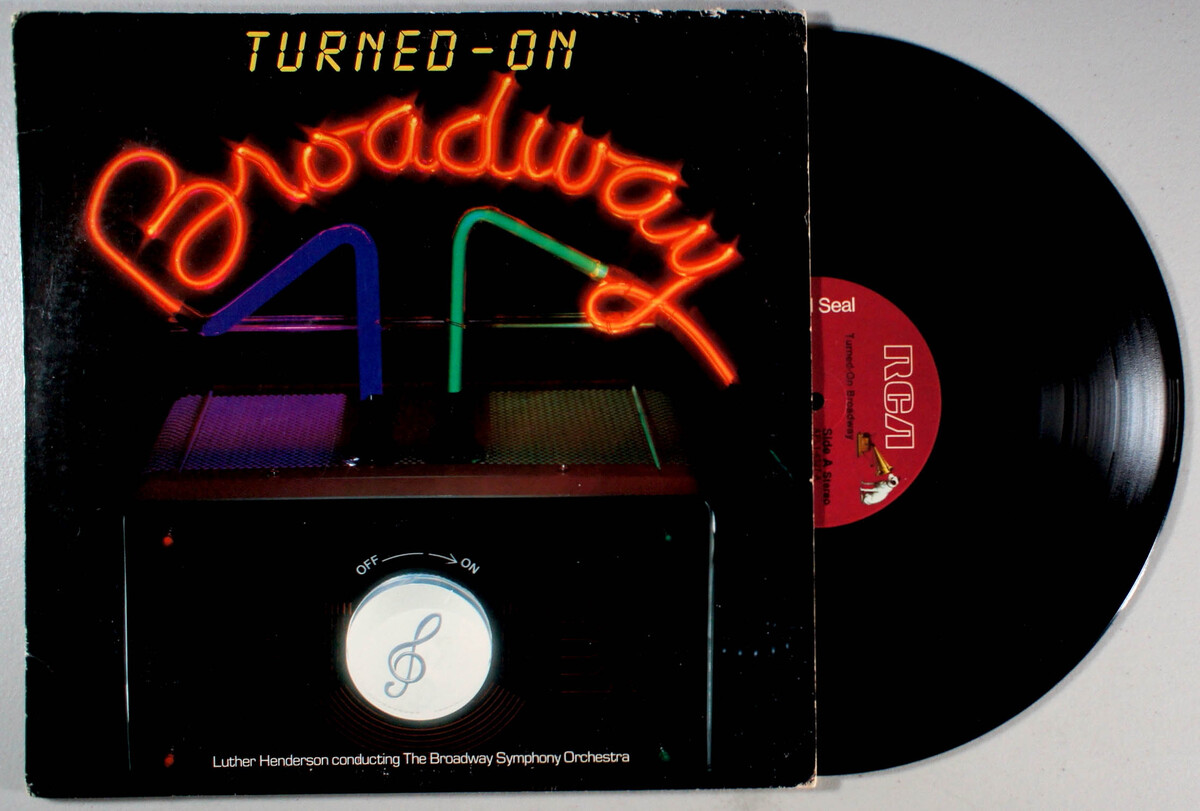 TURNED-ON
Broadway
OFF ON
Luther Henderson conducting The Broadway Symphony Orchestra
Seal
RCA
Turned-On Broadway
Side A Stereo